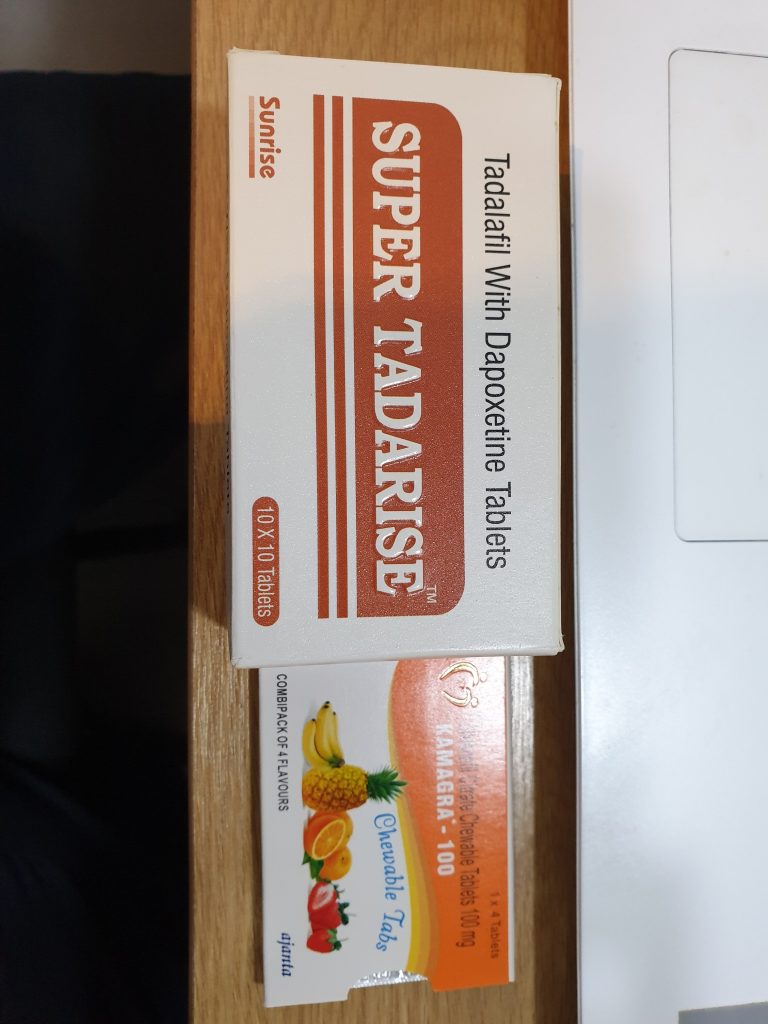 Tadalafil With Dapoxetine Tablets
SUPER TADARISE™
Sunrise
10 X 10 Tablets
1 x 4 Tablets
Citrate Chewable Tablets 100 mg
KAMAGRA® - 100
Chewable Tabs
COMBIPACK OF 4 FLAVOURS
ajanta